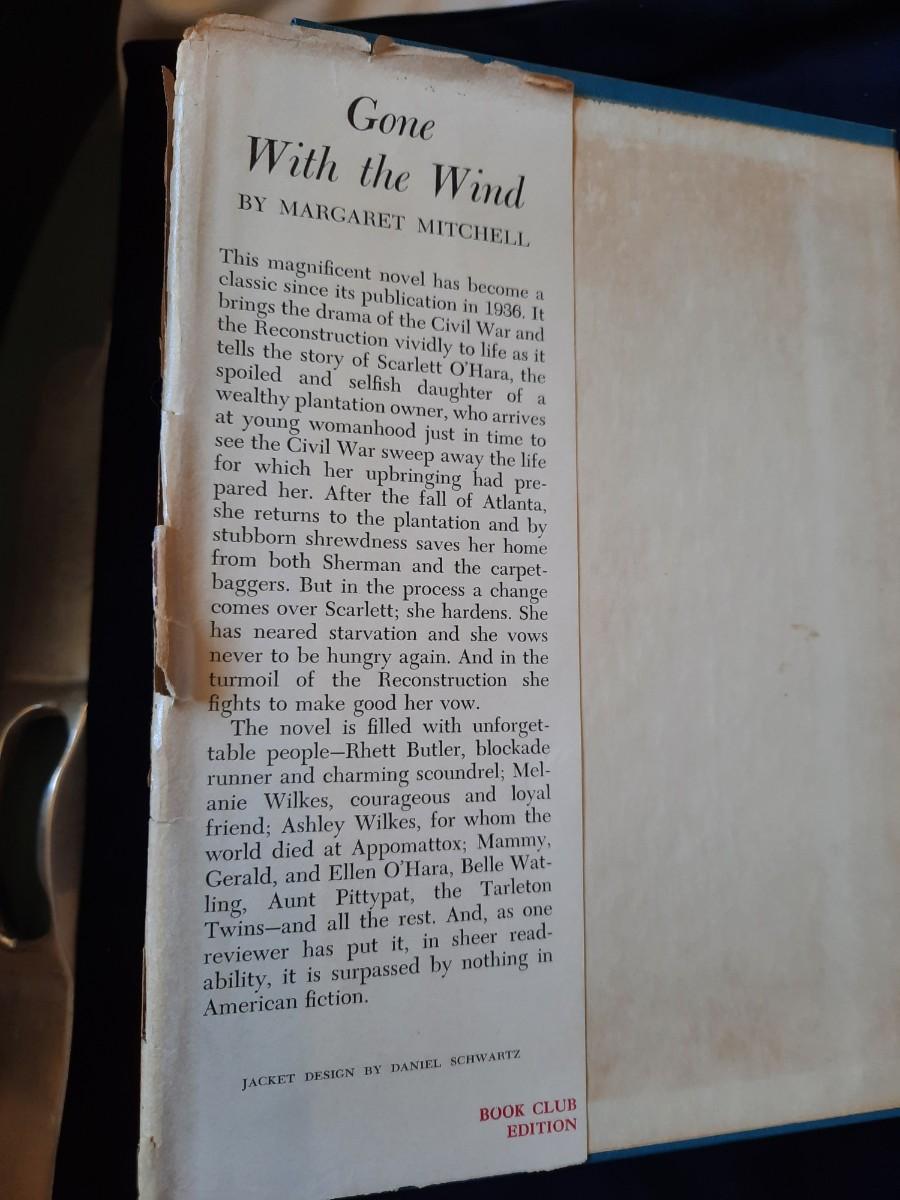 Gone
With the Wind
BY MARGARET MITCHELL
This magnificent novel has become a
classic since its publication in 1936. It
brings the drama of the Civil War and
the Reconstruction vividly to life as it
tells the story of Scarlett O'Hara, the
spoiled and selfish daughter of a
wealthy plantation owner, who arrives
at young womanhood just in time to
see the Civil War sweep away the life
for which her upbringing had pre-
pared her. After the fall of Atlanta,
she returns to the plantation and by
stubborn shrewdness saves her home
from both Sherman and the carpet-
baggers. But in the process a change
comes over Scarlett; she hardens. She
has neared starvation and she vows
never to be hungry again. And in the
turmoil of the Reconstruction she
fights to make good her vow.
The novel is filled with unforget-
table people—Rhett Butler, blockade
runner and charming scoundrel; Mel-
anie Wilkes, courageous and loyal
friend; Ashley Wilkes, for whom the
world died at Appomattox; Mammy,
Gerald, and Ellen O'Hara, Belle Wat-
ling, Aunt Pittypat, the Tarleton
Twins—and all the rest. And, as one
reviewer has put it, in sheer read-
ability, it is surpassed by nothing in
American fiction.
JACKET DESIGN BY DANIEL SCHWARTZ
BOOK CLUB
EDITION